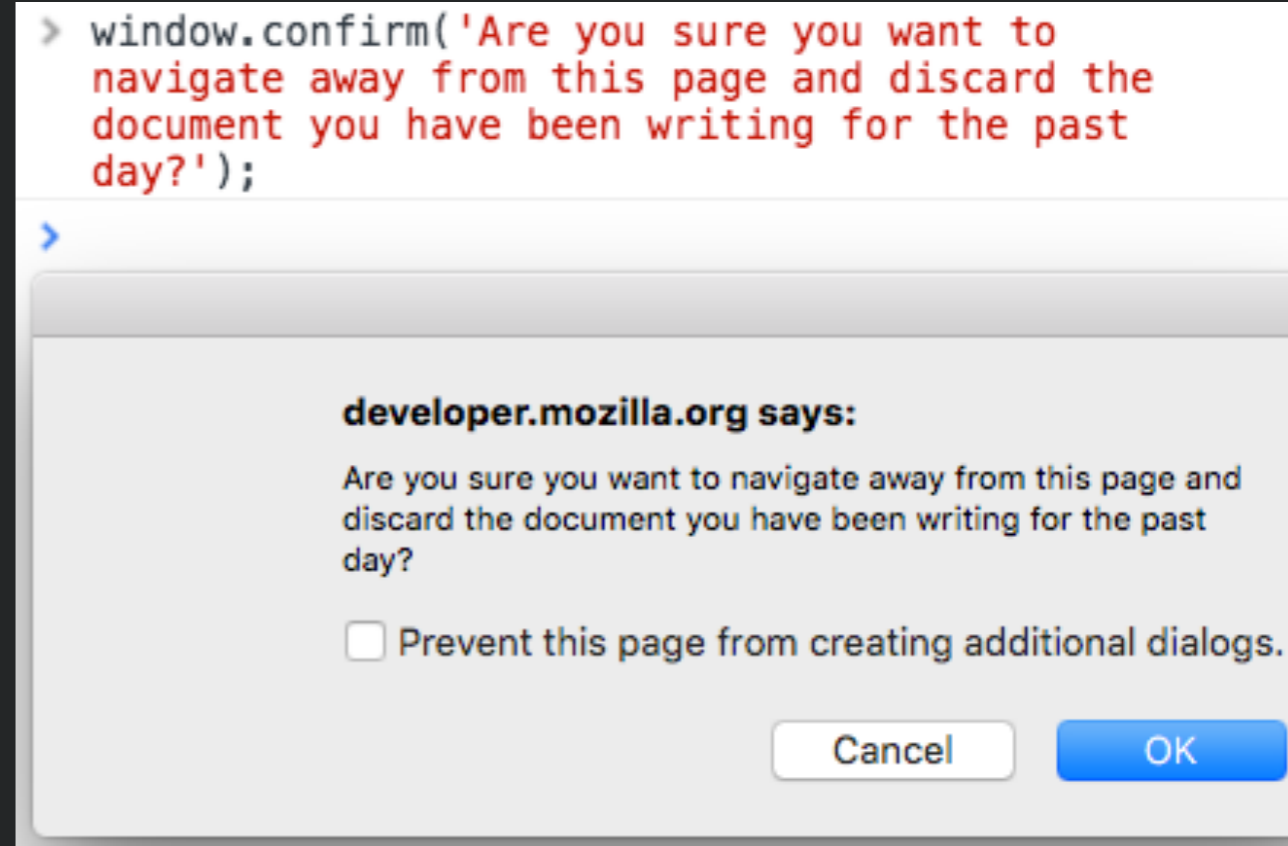 > window.confirm('Are you sure you want to
navigate away from this page and discard the
document you have been writing for the past
day?');
>
developer.mozilla.org says:
Are you sure you want to navigate away from this page and
discard the document you have been writing for the past
day?
Prevent this page from creating additional dialogs.
Cancel OK